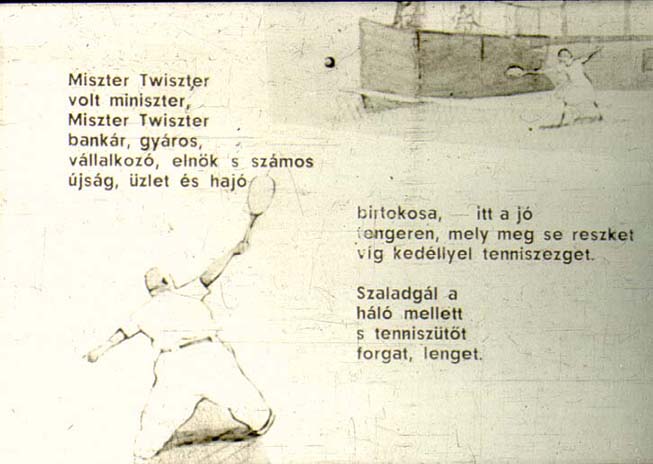 Miszter Twiszter
volt miniszter,
Miszter Twiszter
bankár, gyáros,
vállalkozó, elnök s számos
újság, üzlet és hajó
birtokosa, — itt a jó
tengeren, mely meg se reszket
víg kedéllyel tenniszezget.
Szaladgál a
háló mellett
s tenniszütőt
forgat, lenget.